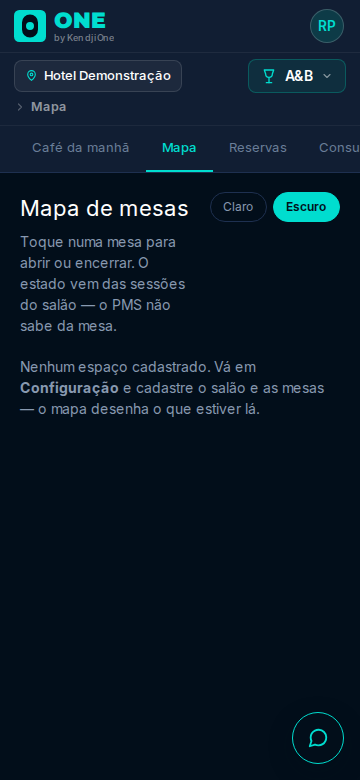 ONE
by KendjiOne
RP
Hotel Demonstração
A&B
Mapa
Café da manhã
Mapa
Reservas
Consu
Mapa de mesas
Claro
Escuro
Toque numa mesa para
abrir ou encerrar. O
estado vem das sessões
do salão — o PMS não
sabe da mesa.
Nenhum espaço cadastrado. Vá em
Configuração e cadastre o salão e as mesas
— o mapa desenha o que estiver lá.